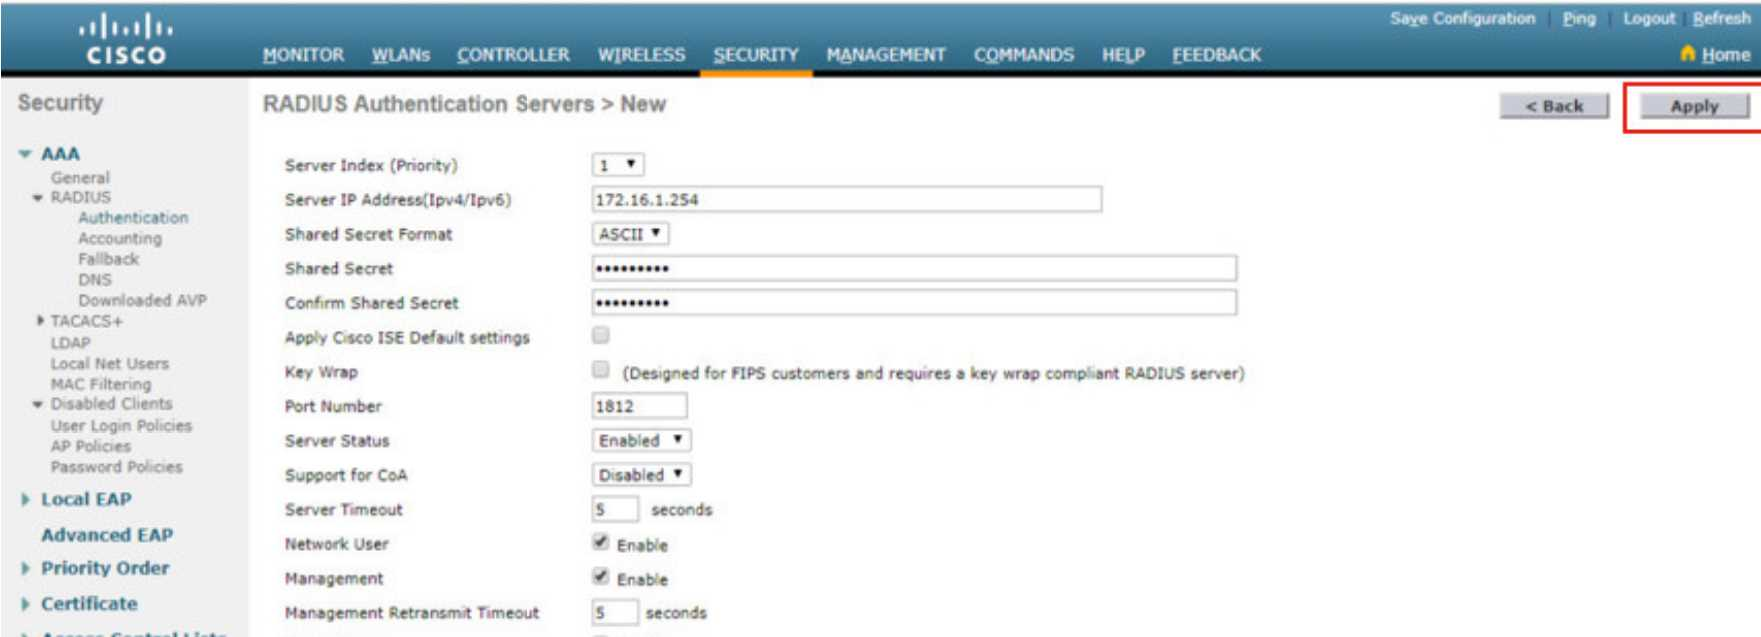 Save Configuration Ping Logout Refresh
CISCO
MONITOR WLANs CONTROLLER WIRELESS SECURITY MANAGEMENT COMMANDS HELP FEEDBACK Home
Security
RADIUS Authentication Servers > New
< Back Apply
AAA
General
RADIUS
Authentication
Accounting
Fallback
DNS
Downloaded AVP
TACACS+
LDAP
Local Net Users
MAC Filtering
Disabled Clients
User Login Policies
AP Policies
Password Policies
Local EAP
Advanced EAP
Priority Order
Certificate
Access Control Lists
Server Index (Priority) 1
Server IP Address(Ipv4/Ipv6) 172.16.1.254
Shared Secret Format ASCII
Shared Secret •••••••••
Confirm Shared Secret •••••••••
Apply Cisco ISE Default settings
Key Wrap (Designed for FIPS customers and requires a key wrap compliant RADIUS server)
Port Number 1812
Server Status Enabled
Support for CoA Disabled
Server Timeout 5 seconds
Network User Enable
Management Enable
Management Retransmit Timeout 5 seconds